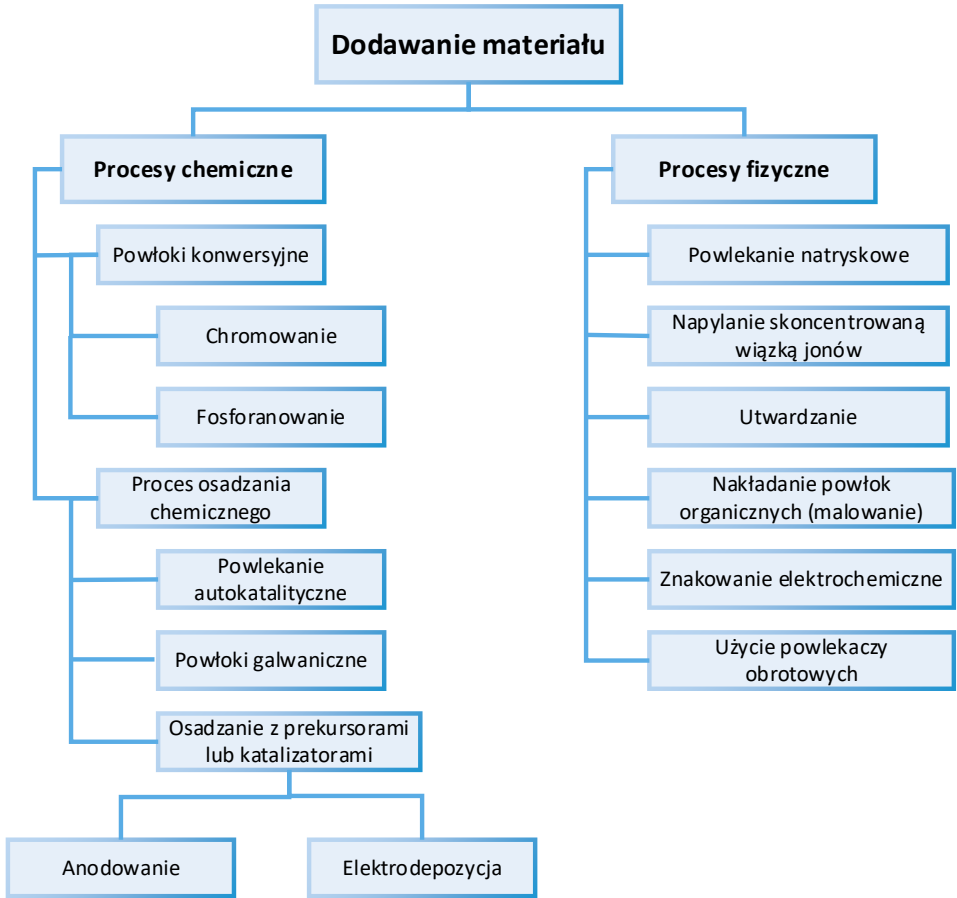 Dodawanie materiału
Procesy chemiczne
Powłoki konwersyjne
Chromowanie
Fosforanowanie
Proces osadzania
chemicznego
Powlekanie
autokatalityczne
Powłoki galwaniczne
Osadzanie z prekursorami
lub katalizatorami
Anodowanie
Elektrodepozycja
Procesy fizyczne
Powlekanie natryskowe
Napylanie skoncentrowaną
wiązką jonów
Utwardzanie
Nakładanie powłok
organicznych (malowanie)
Znakowanie elektrochemiczne
Użycie powlekaczy
obrotowych